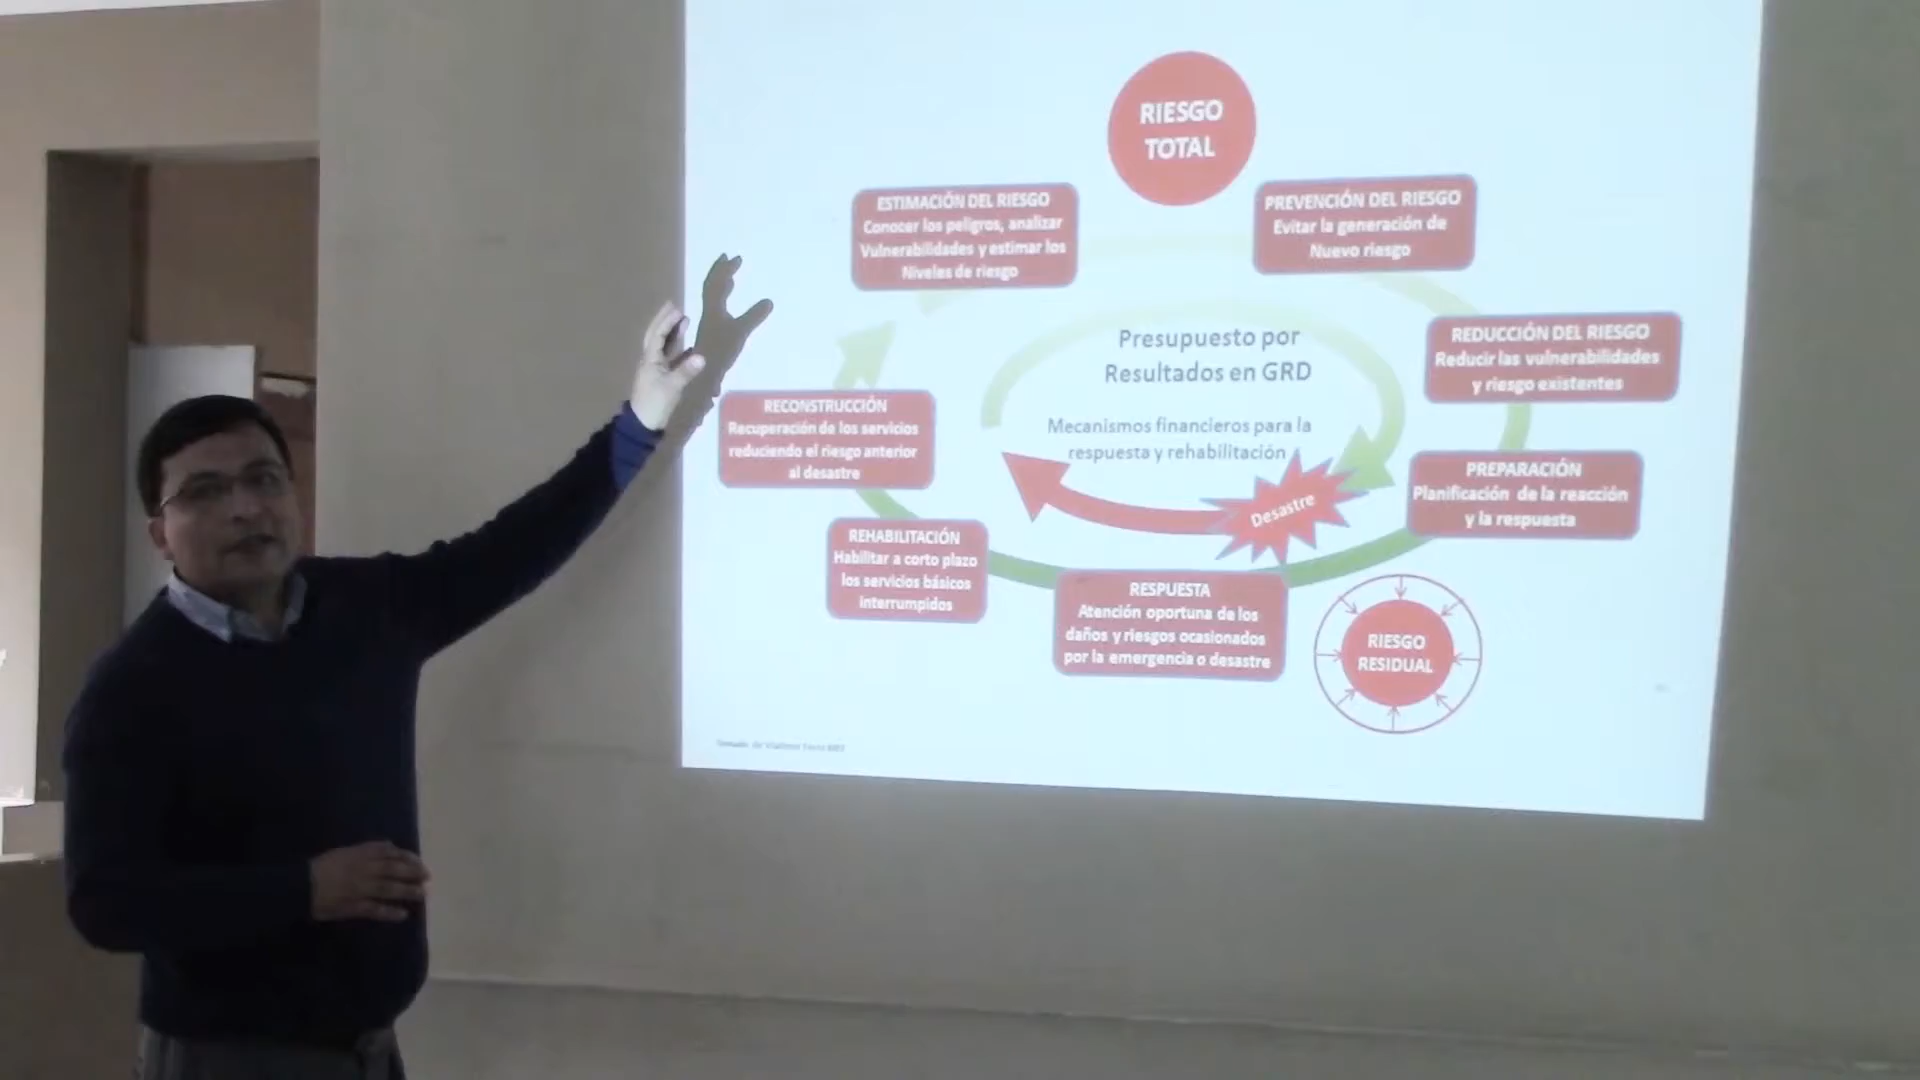 RIESGO
TOTAL
ESTIMACIÓN DEL RIESGO
Conocer los peligros, analizar
Vulnerabilidades y estimar los
Niveles de riesgo
PREVENCIÓN DEL RIESGO
Evitar la generación de
Nuevo riesgo
REDUCCIÓN DEL RIESGO
Reducir las vulnerabilidades
y riesgo existentes
PREPARACIÓN
Planificación de la reacción
y la respuesta
RESPUESTA
Atención oportuna de los
daños y riesgos ocasionados
por la emergencia o desastre
REHABILITACIÓN
Habilitar a corto plazo
los servicios básicos
interrumpidos
RECONSTRUCCIÓN
Recuperación de los servicios
reduciendo el riesgo anterior
al desastre
Presupuesto por
Resultados en GRD
Mecanismos financieros para la
respuesta y rehabilitación
Desastre
RIESGO
RESIDUAL